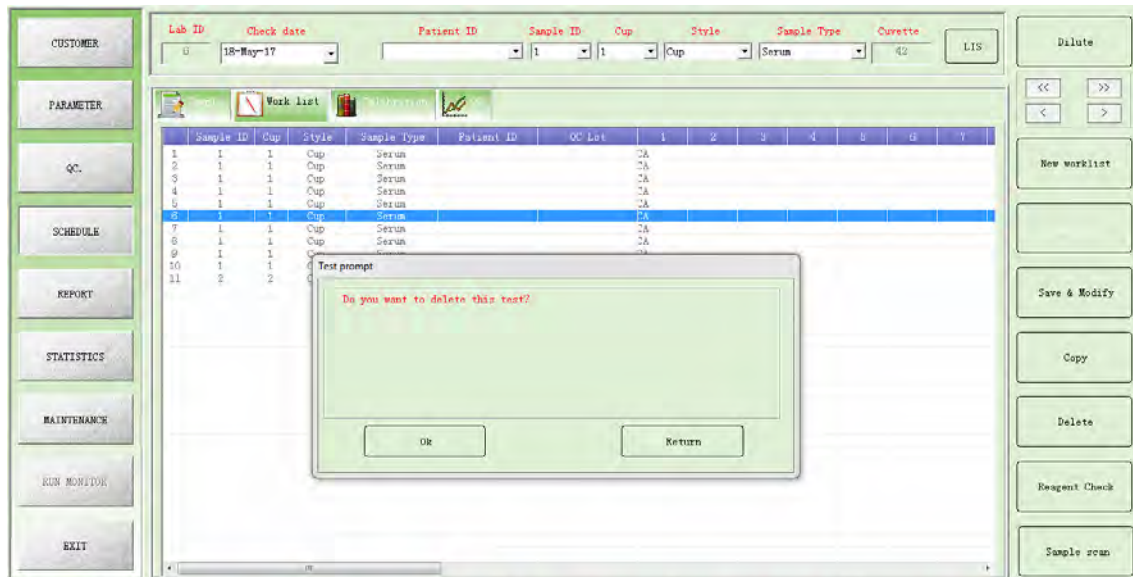 CUSTOMER
PARAMETER
QC.
SCHEDULE
REPORT
STATISTICS
MAINTENANCE
RUN MONITOR
EXIT
Lab ID Check date Patient ID Sample ID Cup Style Sample Type Cuvette
0 18-May-17 1 1 Cup Serum 42 LIS
Work list Calibration
Sample ID Cup Style Sample Type Patient ID QC Lot 1 2 3 4 5 6 7
1 1 1 Cup Serum CA
2 1 1 Cup Serum CA
3 1 1 Cup Serum CA
4 1 1 Cup Serum CA
5 1 1 Cup Serum CA
6 1 1 Cup Serum CA
7 1 1 Cup Serum CA
8 1 1 Cup Serum CA
9 1 1
10 1 1
11 2 2
Test prompt
Do you want to delete this test?
Ok Return
Dilute
<< >>
< >
New worklist
Save & Modify
Copy
Delete
Reagent Check
Sample scan